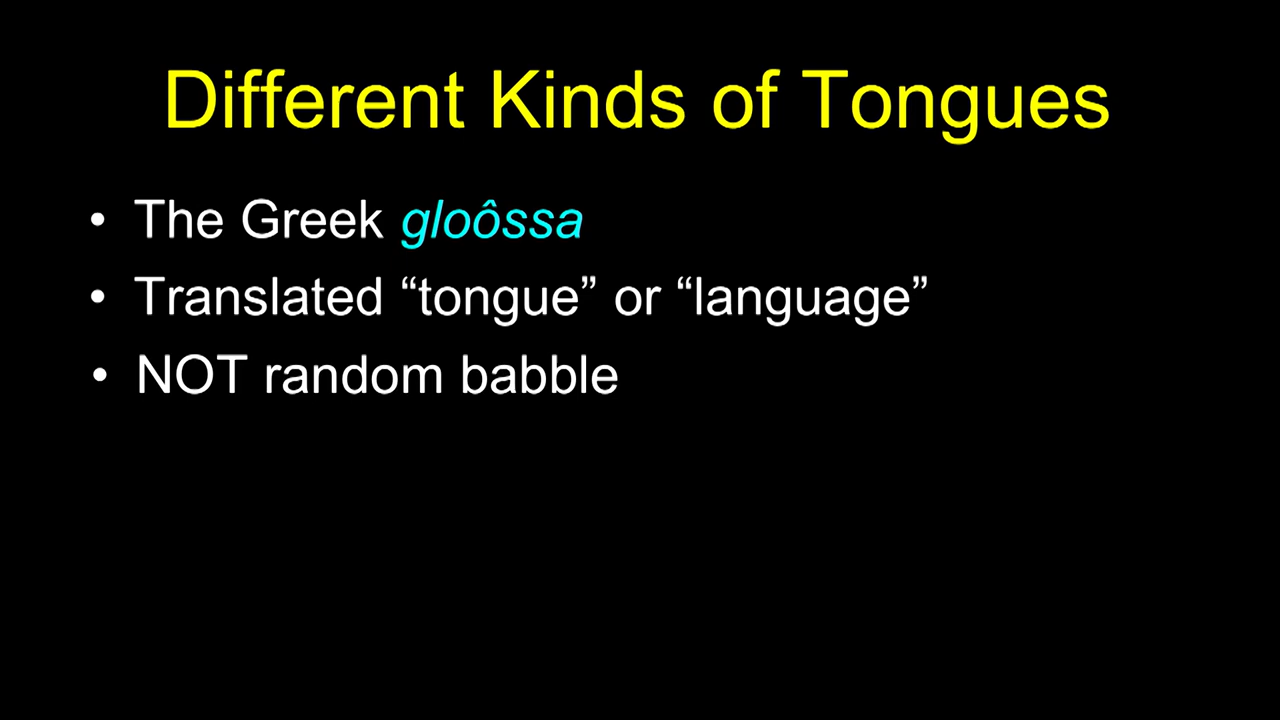 Different Kinds of Tongues
• The Greek gloôssa
• Translated “tongue” or “language”
• NOT random babble